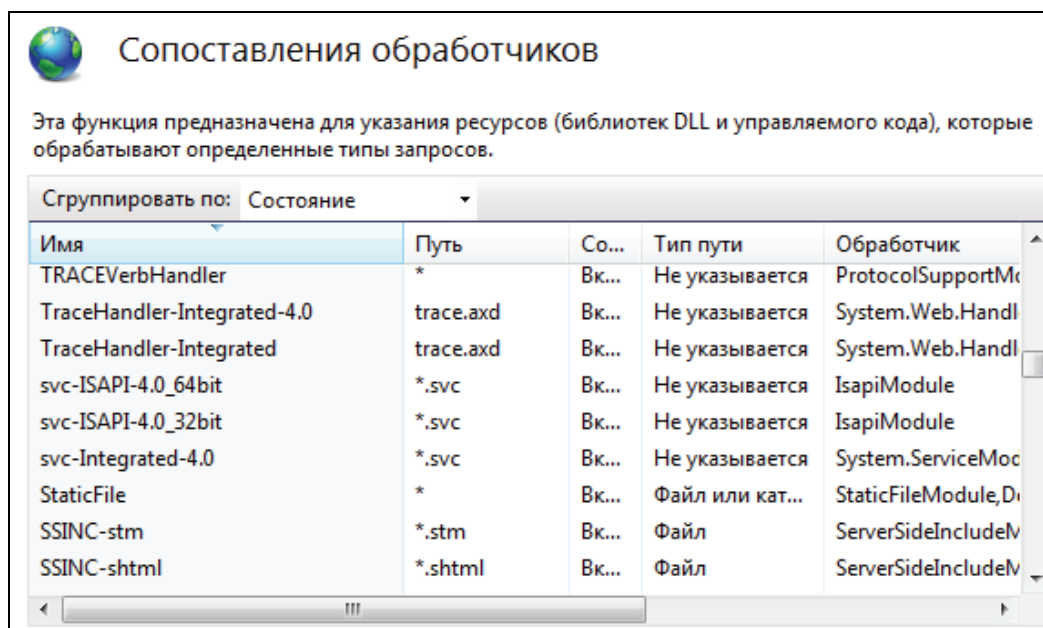 Сопоставления обработчиков
Эта функция предназначена для указания ресурсов (библиотек DLL и управляемого кода), которые
обрабатывают определенные типы запросов.
Сгруппировать по: Состояние
Имя Путь Со... Тип пути Обработчик
TRACEVerbHandler * Вк... Не указывается ProtocolSupportMo
TraceHandler-Integrated-4.0 trace.axd Вк... Не указывается System.Web.Handl
TraceHandler-Integrated trace.axd Вк... Не указывается System.Web.Handl
svc-ISAPI-4.0_64bit *.svc Вк... Не указывается IsapiModule
svc-ISAPI-4.0_32bit *.svc Вк... Не указывается IsapiModule
svc-Integrated-4.0 *.svc Вк... Не указывается System.ServiceMod
StaticFile * Вк... Файл или кат... StaticFileModule,De
SSINC-stm *.stm Вк... Файл ServerSideIncludeM
SSINC-shtml *.shtml Вк... Файл ServerSideIncludeM